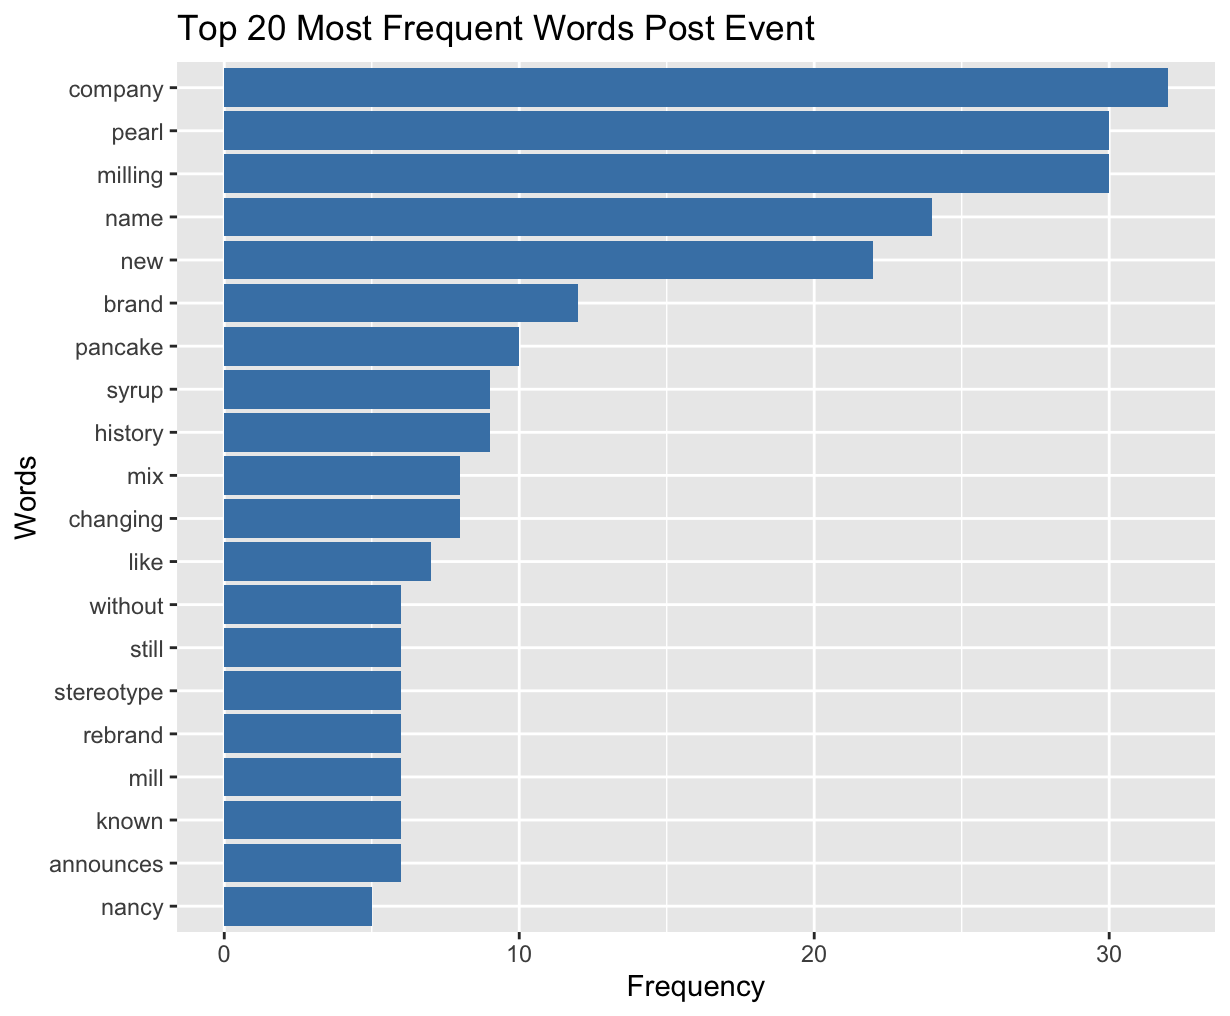 Top 20 Most Frequent Words Post Event
Words
company
pearl
milling
name
new
brand
pancake
syrup
history
mix
changing
like
without
still
stereotype
rebrand
mill
known
announces
nancy
0 10 20 30
Frequency